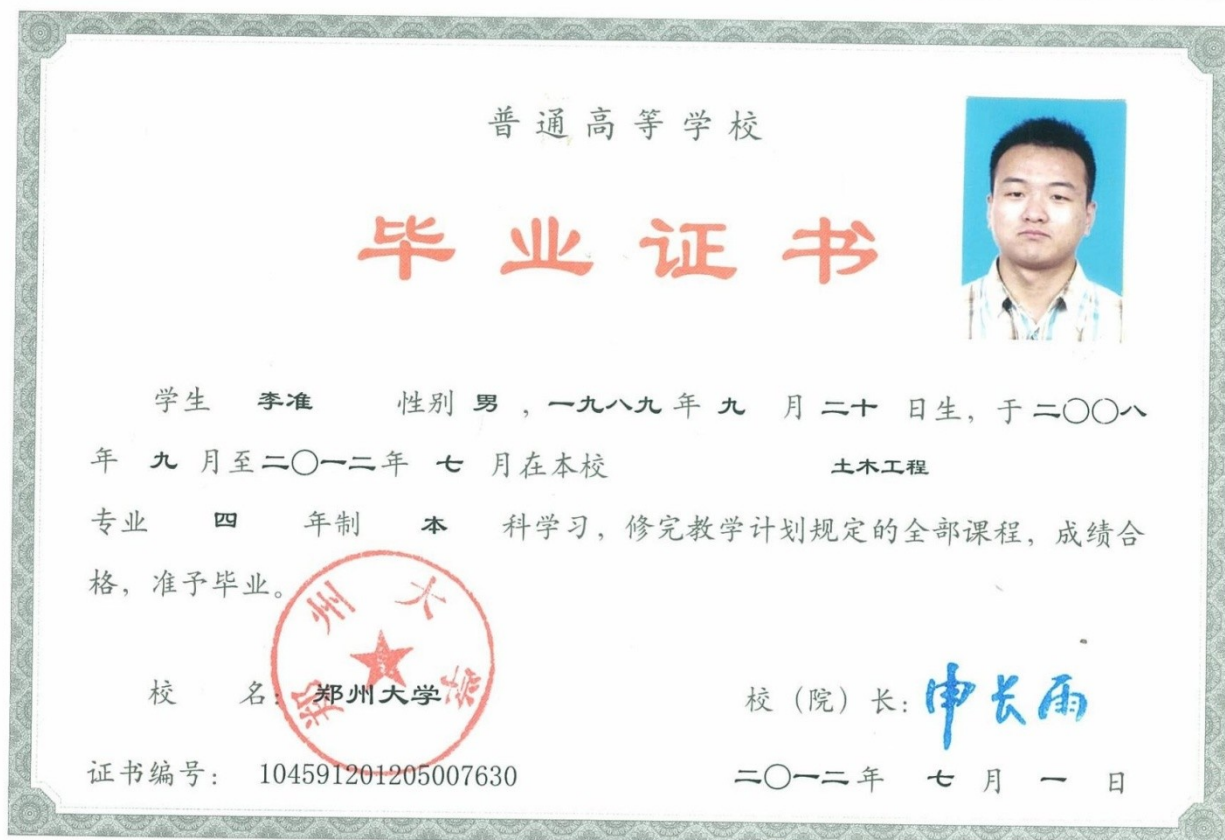 普通高等学校
毕业证书
学生 李准 性别 男 ，一九八九 年 九 月 二十 日生，于 二〇〇八
年 九 月至 二〇一二 年 七 月在本校 土木工程
专业 四 年制 本 科学习，修完教学计划规定的全部课程，成绩合
格，准予毕业。
郑州大学
校 名：郑州大学 校（院）长：申长雨
证书编号： 104591201205007630 二〇一二 年 七 月 一 日